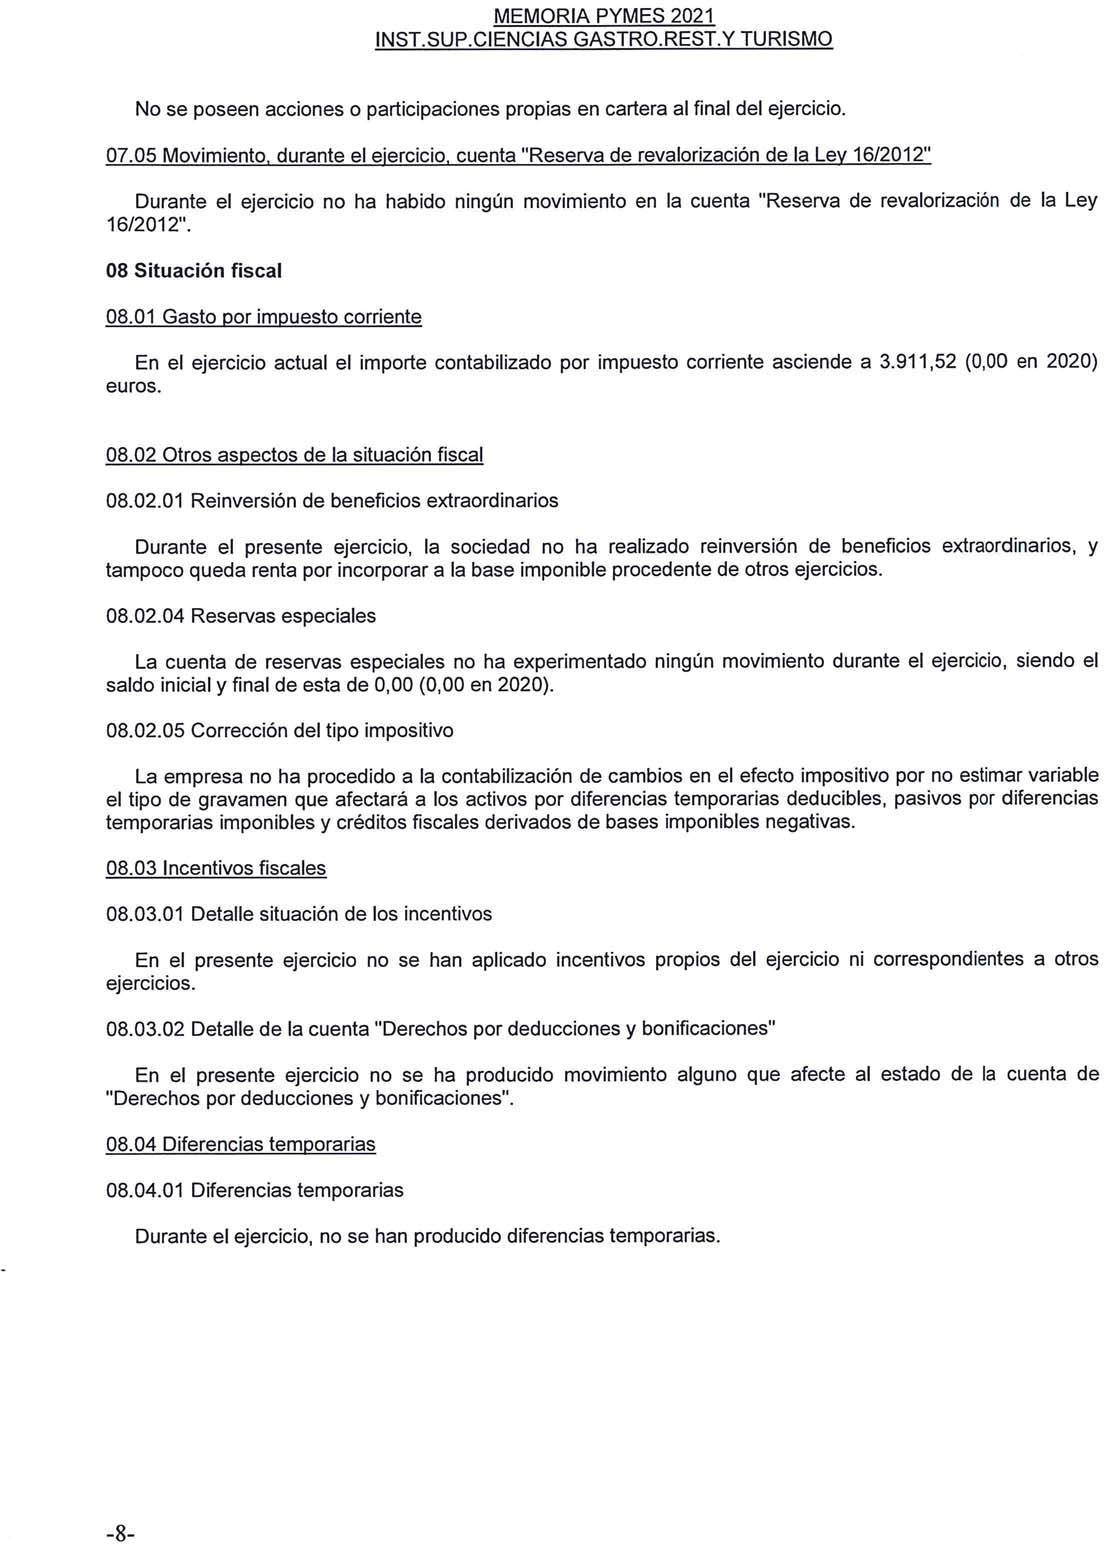 MEMORIA PYMES 2021
INST.SUP.CIENCIAS GASTRO.REST.Y TURISMO
No se poseen acciones o participaciones propias en cartera al final del ejercicio.
07.05 Movimiento, durante el ejercicio, cuenta "Reserva de revalorización de la Ley 16/2012"
Durante el ejercicio no ha habido ningún movimiento en la cuenta "Reserva de revalorización de la Ley
16/2012".
08 Situación fiscal
08.01 Gasto por impuesto corriente
En el ejercicio actual el importe contabilizado por impuesto corriente asciende a 3.911,52 (0,00 en 2020)
euros.
08.02 Otros aspectos de la situación fiscal
08.02.01 Reinversión de beneficios extraordinarios
Durante el presente ejercicio, la sociedad no ha realizado reinversión de beneficios extraordinarios, y
tampoco queda renta por incorporar a la base imponible procedente de otros ejercicios.
08.02.04 Reservas especiales
La cuenta de reservas especiales no ha experimentado ningún movimiento durante el ejercicio, siendo el
saldo inicial y final de esta de 0,00 (0,00 en 2020).
08.02.05 Corrección del tipo impositivo
La empresa no ha procedido a la contabilización de cambios en el efecto impositivo por no estimar variable
el tipo de gravamen que afectará a los activos por diferencias temporarias deducibles, pasivos por diferencias
temporarias imponibles y créditos fiscales derivados de bases imponibles negativas.
08.03 Incentivos fiscales
08.03.01 Detalle situación de los incentivos
En el presente ejercicio no se han aplicado incentivos propios del ejercicio ni correspondientes a otros
ejercicios.
08.03.02 Detalle de la cuenta "Derechos por deducciones y bonificaciones"
En el presente ejercicio no se ha producido movimiento alguno que afecte al estado de la cuenta de
"Derechos por deducciones y bonificaciones".
08.04 Diferencias temporarias
08.04.01 Diferencias temporarias
Durante el ejercicio, no se han producido diferencias temporarias.
-8-